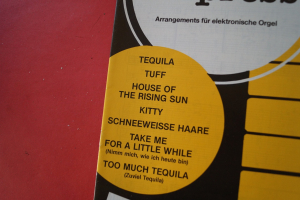 Arrangements für elektronische Orgel
TEQUILA
TUFF
HOUSE OF
THE RISING SUN
KITTY
SCHNEEWEISSE HAARE
TAKE ME
FOR A LITTLE WHILE
(Nimm mich, wie ich heute bin)
TOO MUCH TEQUILA
(Zuviel Tequila)